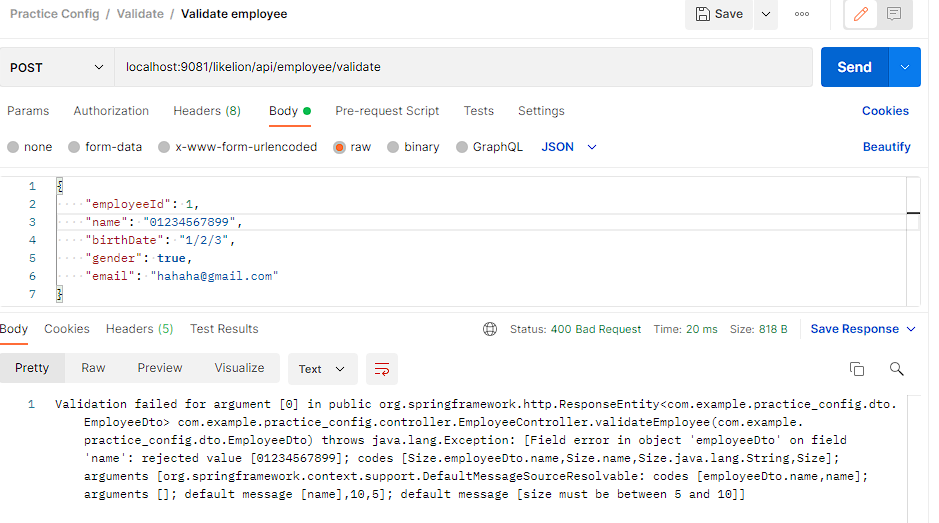 Practice Config / Validate / Validate employee
Save
POST
localhost:9081/likelion/api/employee/validate
Send
Params Authorization Headers (8) Body Pre-request Script Tests Settings Cookies
none form-data x-www-form-urlencoded raw binary GraphQL JSON Beautify
1 {
2 "employeeId": 1,
3 "name": "01234567899",
4 "birthDate": "1/2/3",
5 "gender": true,
6 "email": "hahaha@gmail.com"
7 }
Body Cookies Headers (5) Test Results Status: 400 Bad Request Time: 20 ms Size: 818 B Save Response
Pretty Raw Preview Visualize Text
1 Validation failed for argument [0] in public org.springframework.http.ResponseEntity<com.example.practice_config.dto.
EmployeeDto> com.example.practice_config.controller.EmployeeController.validateEmployee(com.example.
practice_config.dto.EmployeeDto) throws java.lang.Exception: [Field error in object 'employeeDto' on field
'name': rejected value [01234567899]; codes [Size.employeeDto.name,Size.name,Size.java.lang.String,Size];
arguments [org.springframework.context.support.DefaultMessageSourceResolvable: codes [employeeDto.name,name];
arguments []; default message [name],10,5]; default message [size must be between 5 and 10]]